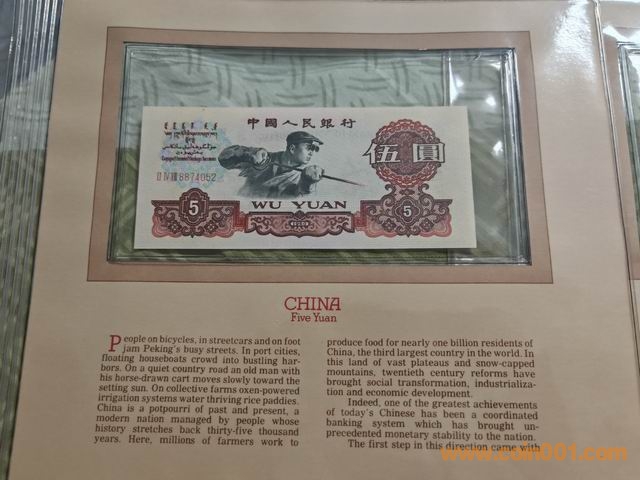 中國人民銀行
伍圓
II IV III 8874052
WU YUAN
5
5
CHINA
Five Yuan
People on bicycles, in streetcars and on foot
jam Peking's busy streets. In port cities,
floating houseboats crowd into bustling har-
bors. On a quiet country road an old man with
his horse-drawn cart moves slowly toward the
setting sun. On collective farms oxen-powered
irrigation systems water thriving rice paddies.
China is a potpourri of past and present, a
modern nation managed by people whose
history stretches back thirty-five thousand
years. Here, millions of farmers work to
produce food for nearly one billion residents of
China, the third largest country in the world. In
this land of vast plateaus and snow-capped
mountains, twentieth century reforms have
brought social transformation, industrializa-
tion and economic development.
Indeed, one of the greatest achievements
of today's Chinese has been a coordinated
banking system which has brought un-
precedented monetary stability to the nation.
The first step in this direction came with